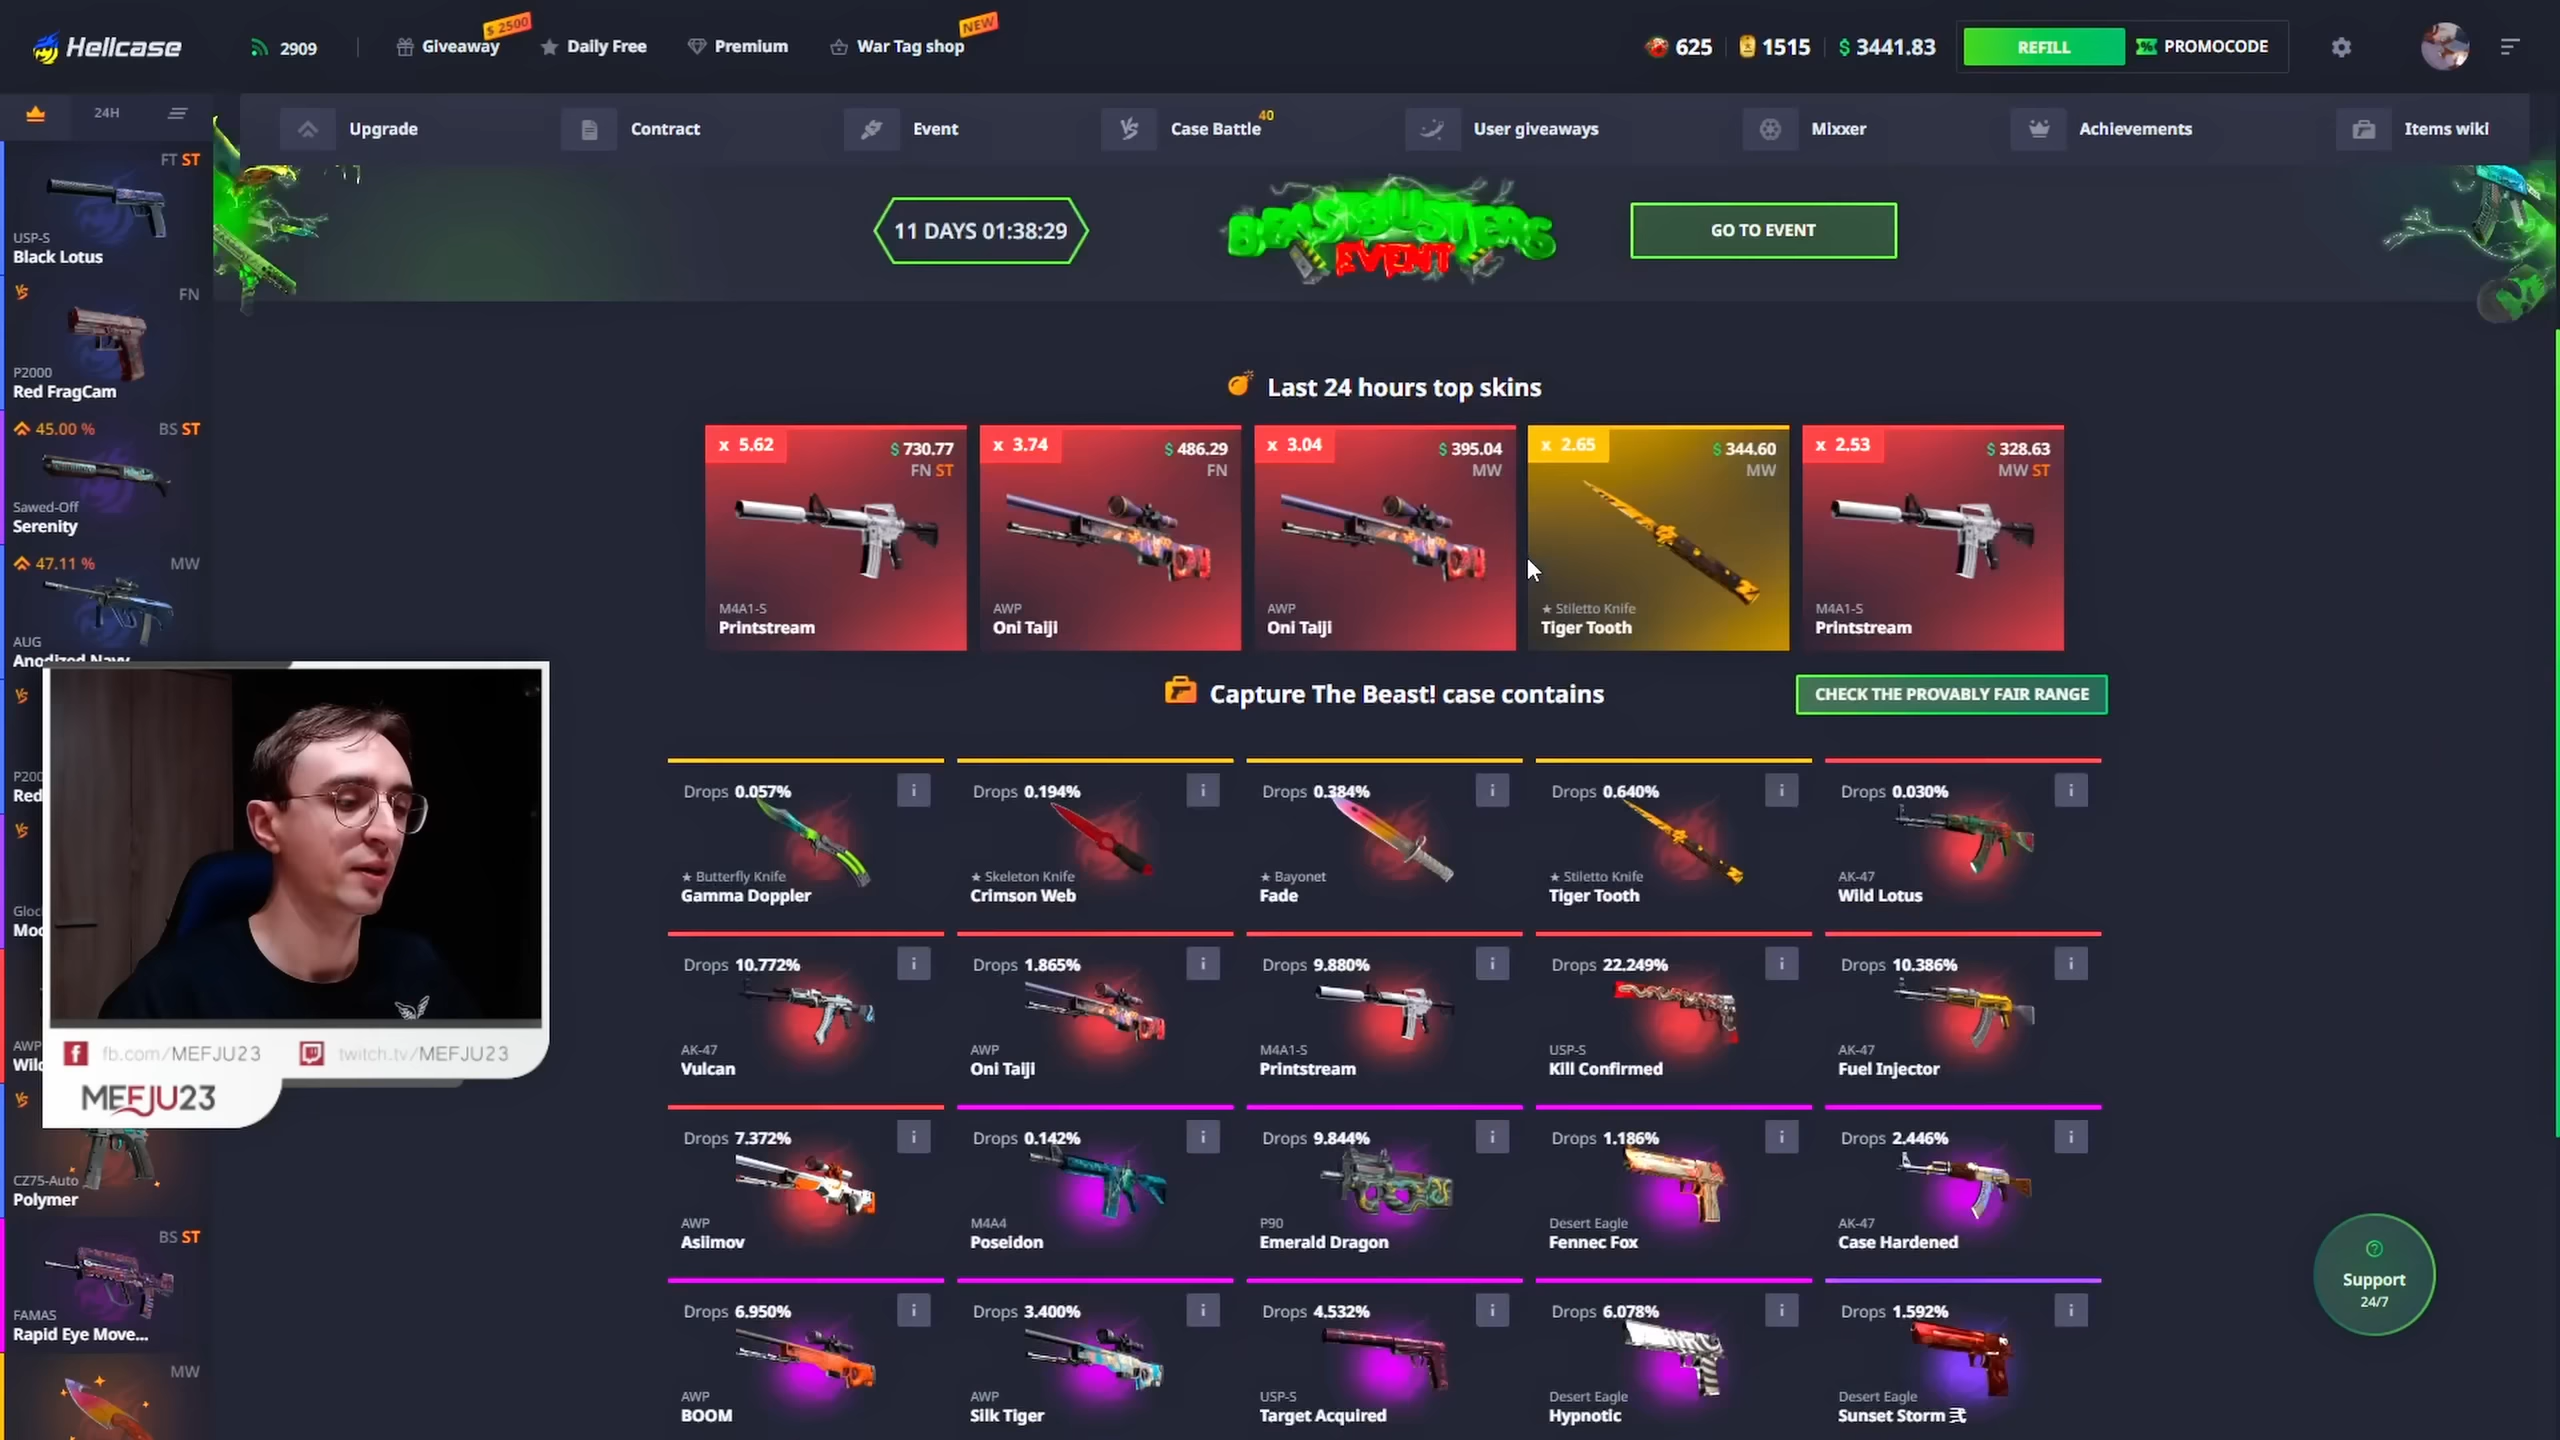 Hellcase
2909
Giveaway
$ 2500
Daily Free
Premium
War Tag shop
NEW
625
1515
$ 3441.83
REFILL
PROMOCODE
24H
Upgrade
Contract
Event
Case Battle
40
User giveaways
Mixxer
Achievements
Items wiki
11 DAYS 01:38:29
BEASTBUSTERS
EVENT
GO TO EVENT
FT ST
USP-S
Black Lotus
FN
P2000
Red FragCam
45.00 %
BS ST
Sawed-Off
Serenity
47.11 %
MW
AUG
Anodized Navy
P200
Red
Gloc
Moo
AWP
Wild
CZ75-Auto
Polymer
BS ST
FAMAS
Rapid Eye Move...
MW
Last 24 hours top skins
x 5.62
$ 730.77
FN ST
M4A1-S
Printstream
x 3.74
$ 486.29
FN
AWP
Oni Taiji
x 3.04
$ 395.04
MW
AWP
Oni Taiji
x 2.65
$ 344.60
MW
★ Stiletto Knife
Tiger Tooth
x 2.53
$ 328.63
MW ST
M4A1-S
Printstream
Capture The Beast! case contains
CHECK THE PROVABLY FAIR RANGE
Drops 0.057%
★ Butterfly Knife
Gamma Doppler
Drops 0.194%
★ Skeleton Knife
Crimson Web
Drops 0.384%
★ Bayonet
Fade
Drops 0.640%
★ Stiletto Knife
Tiger Tooth
Drops 0.030%
AK-47
Wild Lotus
Drops 10.772%
AK-47
Vulcan
Drops 1.865%
AWP
Oni Taiji
Drops 9.880%
M4A1-S
Printstream
Drops 22.249%
USP-S
Kill Confirmed
Drops 10.386%
AK-47
Fuel Injector
Drops 7.372%
AWP
Asiimov
Drops 0.142%
M4A4
Poseidon
Drops 9.844%
P90
Emerald Dragon
Drops 1.186%
Desert Eagle
Fennec Fox
Drops 2.446%
AK-47
Case Hardened
Drops 6.950%
AWP
BOOM
Drops 3.400%
AWP
Silk Tiger
Drops 4.532%
USP-S
Target Acquired
Drops 6.078%
Desert Eagle
Hypnotic
Drops 1.592%
Desert Eagle
Sunset Storm 弐
fb.com/MEFJU23
twitch.tv/MEFJU23
MEFJU23
Support
24/7